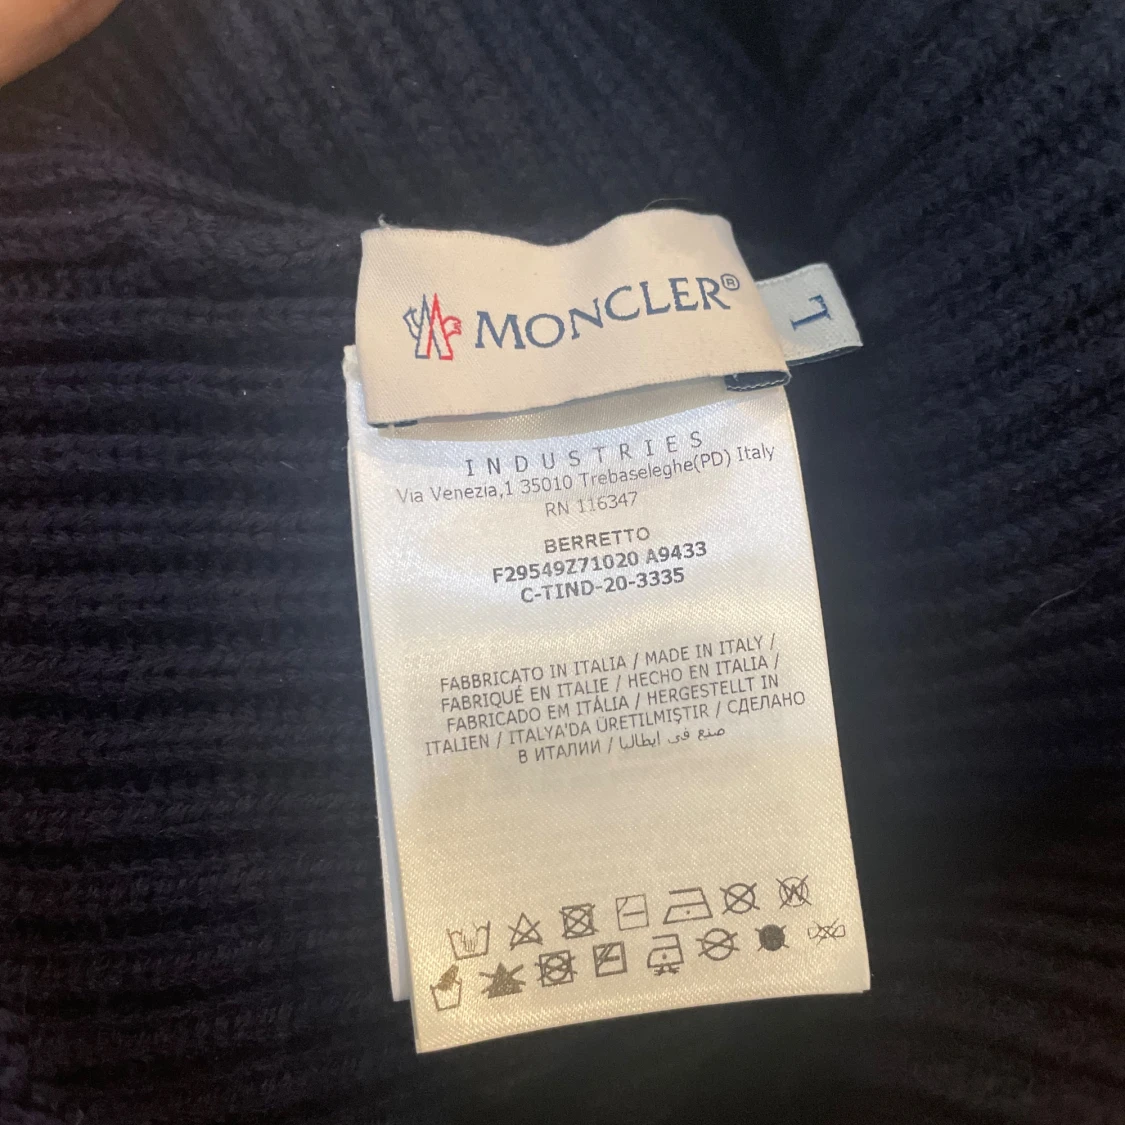 MONCLER®
L
INDUSTRIES
Via Venezia,1 35010 Trebaseleghe(PD) Italy
RN 116347
BERRETTO
F29549Z71020 A9433
C-TIND-20-3335
FABBRICATO IN ITALIA / MADE IN ITALY /
FABRIQUÉ EN ITALIE / HECHO EN ITALIA /
FABRICADO EM ITÁLIA / HERGESTELLT IN
ITALIEN / ITALYA'DA ÜRETILMIŞTIR / СДЕЛАНО
В ИТАЛИИ / صنع في ايطاليا
W